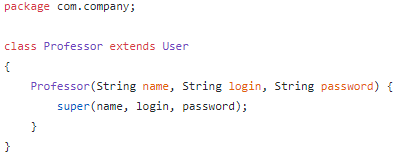 package com.company;
class Professor extends User
{
    Professor(String name, String login, String password) {
        super(name, login, password);
    }
}